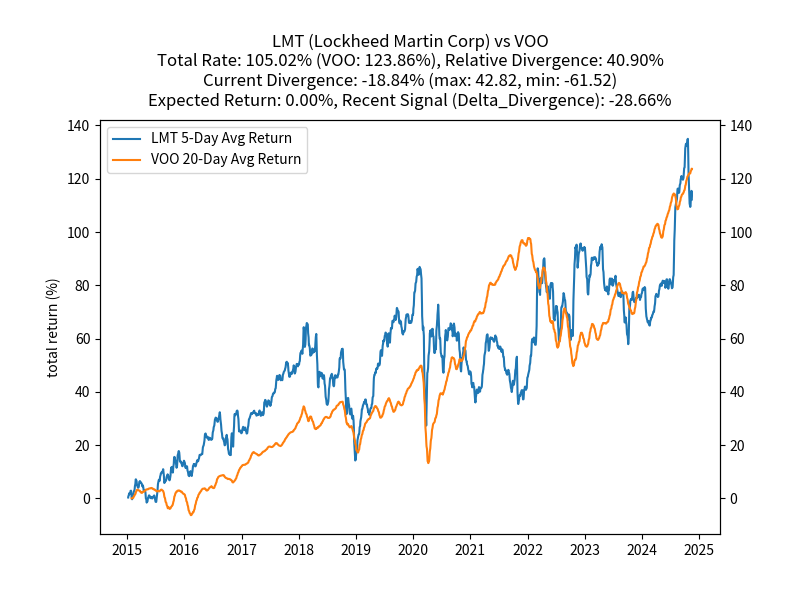 LMT (Lockheed Martin Corp) vs VOO
Total Rate: 105.02% (VOO: 123.86%), Relative Divergence: 40.90%
Current Divergence: -18.84% (max: 42.82, min: -61.52)
Expected Return: 0.00%, Recent Signal (Delta_Divergence): -28.66%
LMT 5-Day Avg Return
VOO 20-Day Avg Return
total return (%)
140
120
100
80
60
40
20
0
140
120
100
80
60
40
20
0
2015 2016 2017 2018 2019 2020 2021 2022 2023 2024 2025